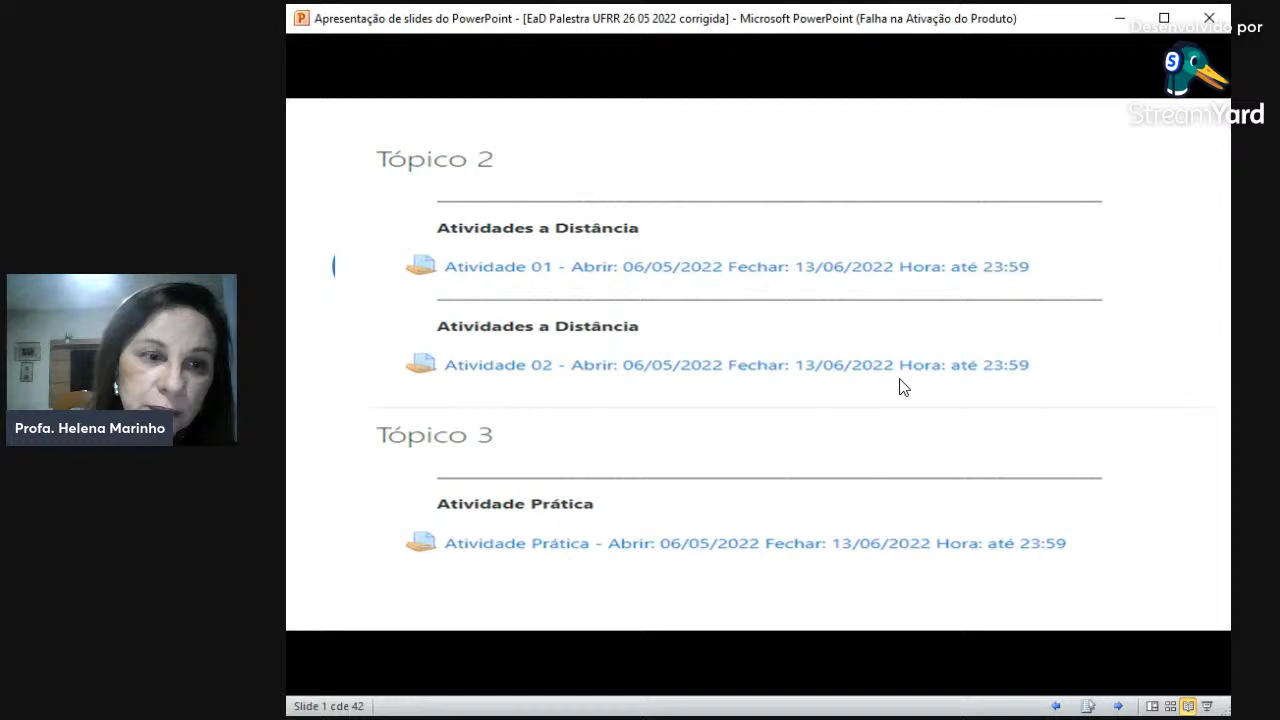 Apresentação de slides do PowerPoint - [EaD Palestra UFRR 26 05 2022 corrigida] - Microsoft PowerPoint (Falha na Ativação do Produto)
Desenvolvido por
S
StreamYard
Tópico 2
Atividades a Distância
Atividade 01 - Abrir: 06/05/2022 Fechar: 13/06/2022 Hora: até 23:59
Atividades a Distância
Atividade 02 - Abrir: 06/05/2022 Fechar: 13/06/2022 Hora: até 23:59
Profa. Helena Marinho
Tópico 3
Atividade Prática
Atividade Prática - Abrir: 06/05/2022 Fechar: 13/06/2022 Hora: até 23:59
Slide 1 cde 42